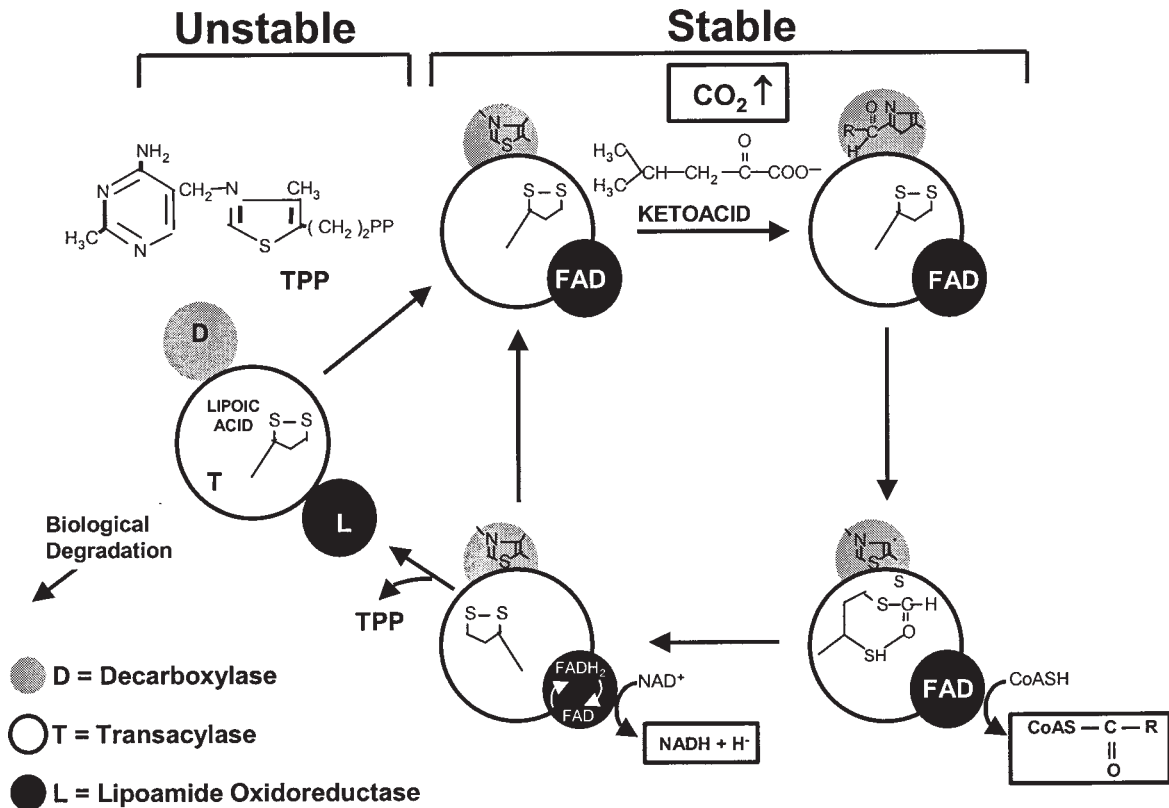 Unstable
Stable
CO₂ ↑
NH₂
N
CH₂–N
CH₃
H₃C
N
S
(CH₂)₂PP
TPP
N
S
S–S
FAD
H₃C
H₃C
CH–CH₂–C–COO⁻
O
KETOACID
O
N
R–C
H
S–S
FAD
D
LIPOIC
ACID
S–S
T
L
Biological
Degradation
TPP
N
S
S–S
FADH₂
FAD
NAD⁺
NADH + H⁻
N
S
S
S–C–H
O
SH
FAD
CoASH
CoAS – C – R
O
D = Decarboxylase
T = Transacylase
L = Lipoamide Oxidoreductase